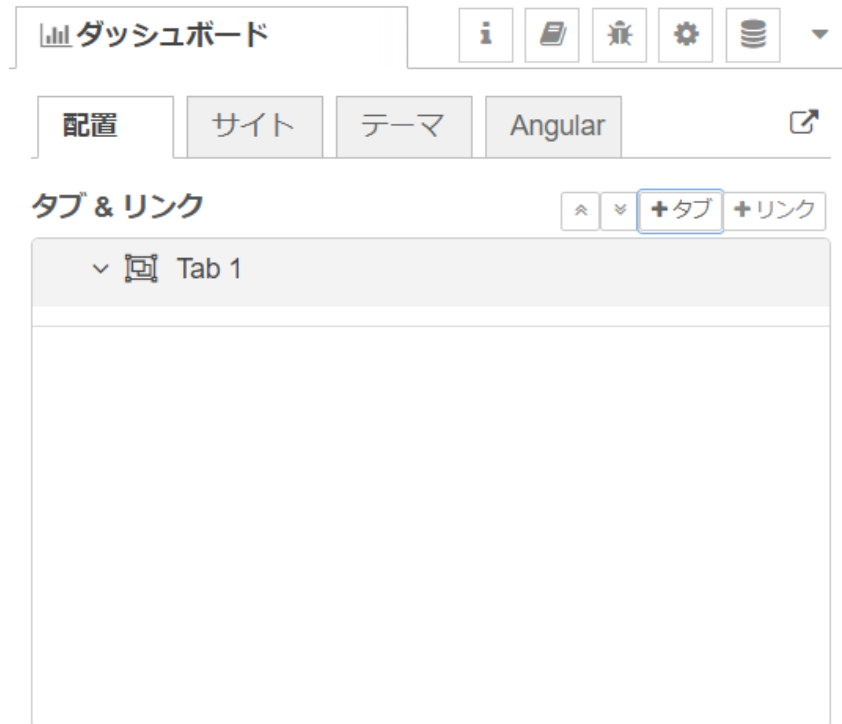 ダッシュボード
配置 サイト テーマ Angular
タブ & リンク +タブ +リンク
Tab 1